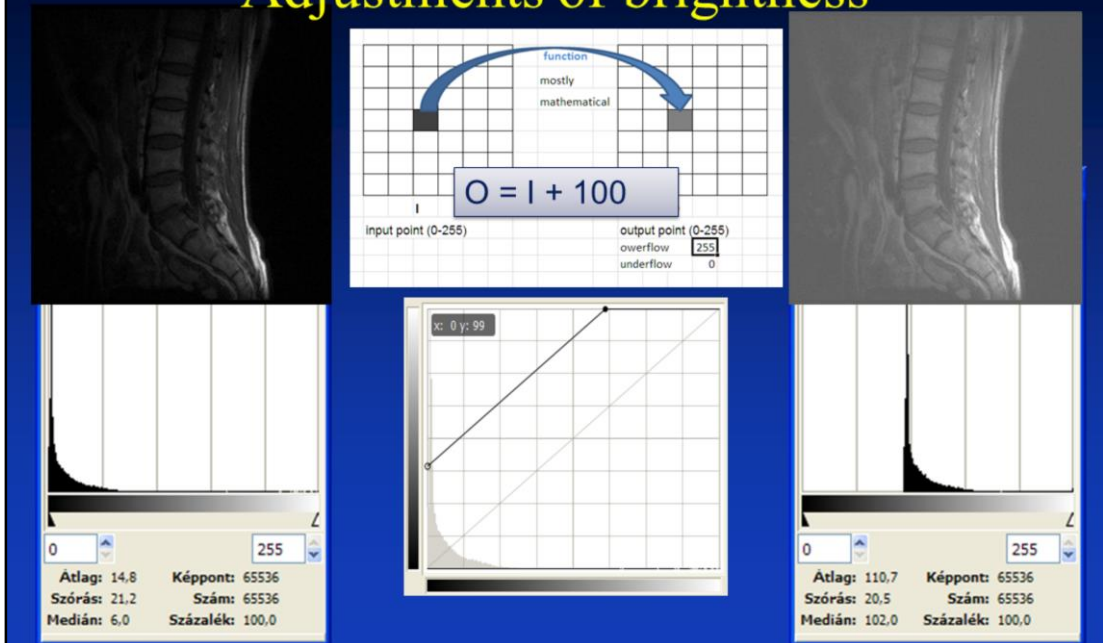 Adjustments of brightness
function
mostly
mathematical
O = I + 100
I
input point (0-255)
output point (0-255)
owerflow 255
underflow 0
x: 0 y: 99
0 255
Átlag: 14,8 Képpont: 65536
Szórás: 21,2 Szám: 65536
Medián: 6,0 Százalék: 100,0
0 255
Átlag: 110,7 Képpont: 65536
Szórás: 20,5 Szám: 65536
Medián: 102,0 Százalék: 100,0